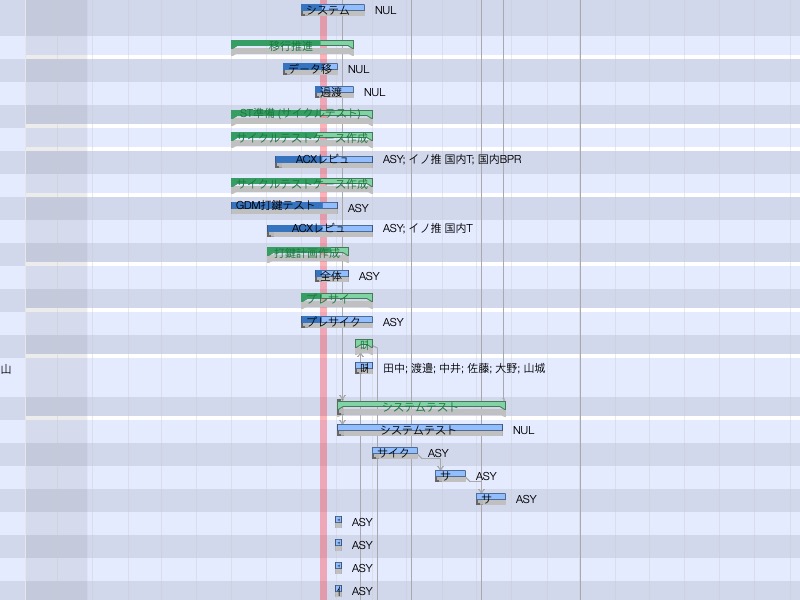 システム NUL
移行推進
データ移 NUL
過渡 NUL
ST準備 (サイクルテスト)
サイクルテストケース作成
ACXレビュ ASY; イノ推 国内T; 国内BPR
サイクルテストケース作成
GDM打鍵テスト ASY
ACXレビュ ASY; イノ推 国内T
打鍵計画作成
全体 ASY
プレサイ
プレサイク ASY
山 田中; 渡邉; 中井; 佐藤; 大野; 山城
システムテスト
システムテスト NUL
サイク ASY
サ ASY
サ ASY
ASY
ASY
ASY
ASY